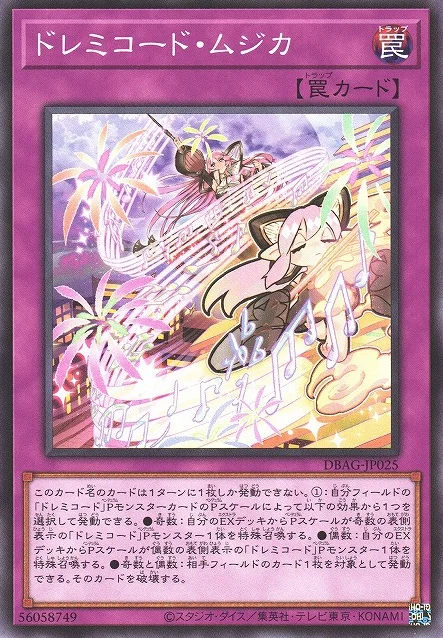 ドレミコード・ムジカ
トラップ
罠
【罠カード】
DBAG-JP025
このカード名のカードは1ターンに1枚しか発動できない。①:自分フィールドの
「ドレミコード」PモンスターカードのPスケールによって以下の効果から1つを
選択して発動できる。●奇数:自分のEXデッキからPスケールが奇数の表側
表示の「ドレミコード」Pモンスター1体を特殊召喚する。●偶数:自分のEX
デッキからPスケールが偶数の表側表示の「ドレミコード」Pモンスター1体を
特殊召喚する。●奇数と偶数:相手フィールドのカード1枚を対象として発動
できる。そのカードを破壊する。
56058749
©スタジオ・ダイス/集英社・テレビ東京・KONAMI